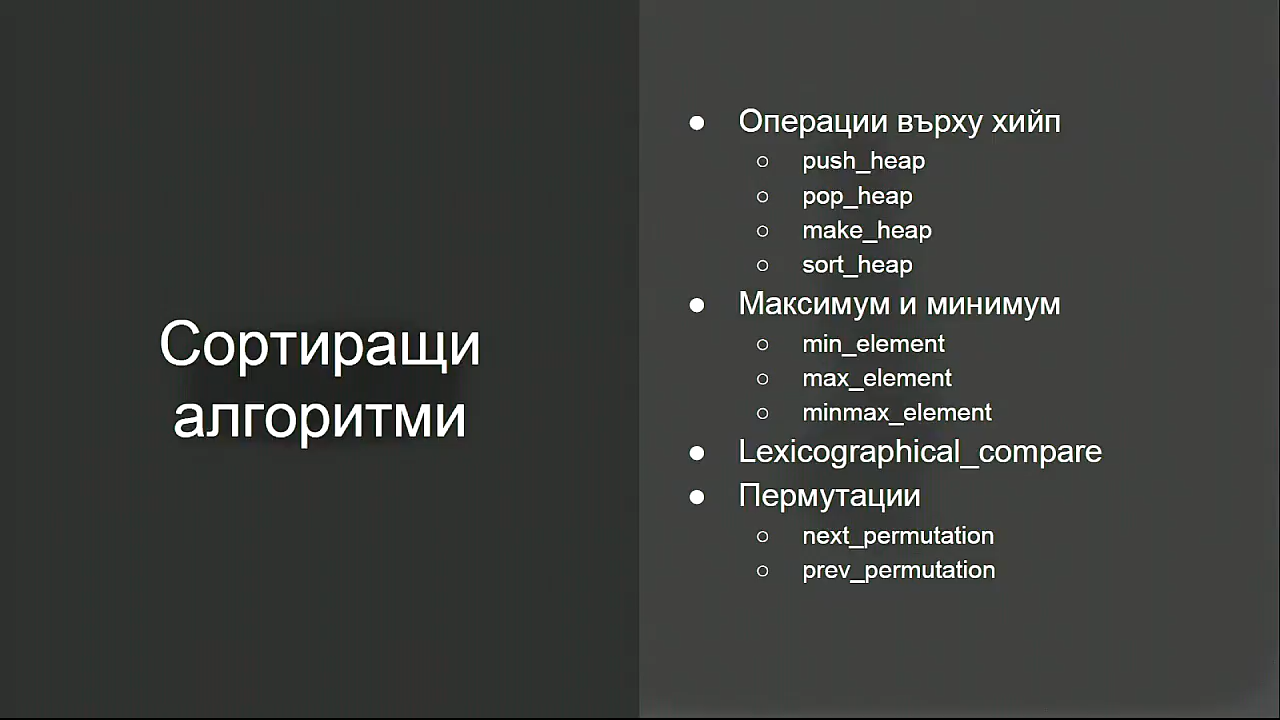 Сортиращи
алгоритми
● Операции върху хийп
○ push_heap
○ pop_heap
○ make_heap
○ sort_heap
● Максимум и минимум
○ min_element
○ max_element
○ minmax_element
● Lexicographical_compare
● Пермутации
○ next_permutation
○ prev_permutation